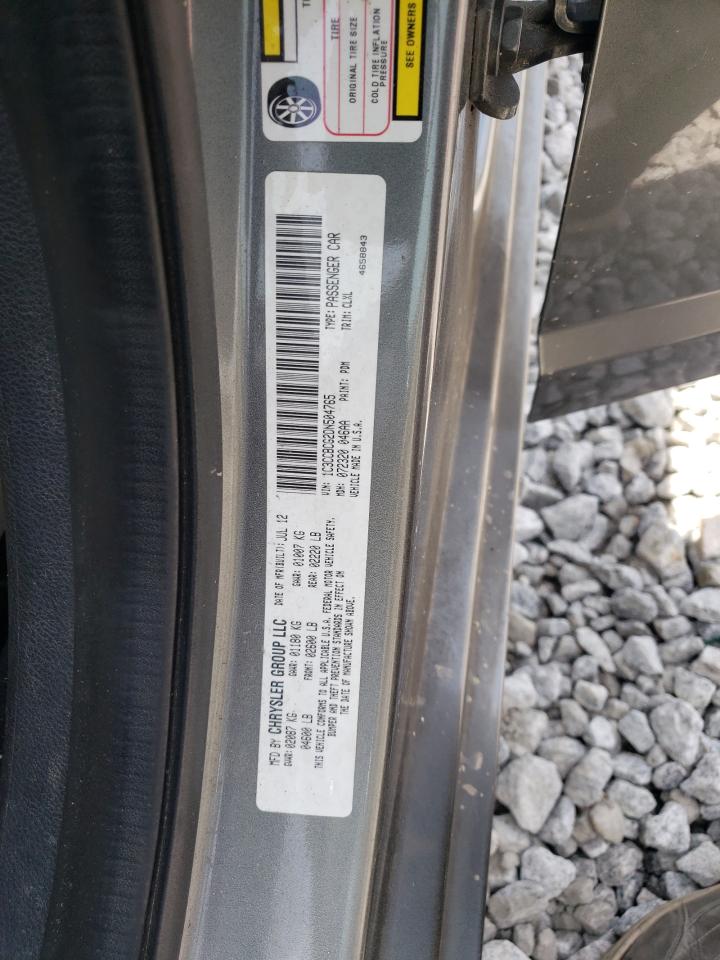 TIRE
ORIGINAL TIRE SIZE
COLD TIRE INFLATION
PRESSURE
SEE OWNERS
MFD BY CHRYSLER GROUP LLC DATE OF MFR(BUILT): JUL 12
GVWR: 02087 KG GAWR: 01180 KG GAWR: 01007 KG
04600 LB FRONT: 02600 LB REAR: 02220 LB
THIS VEHICLE CONFORMS TO ALL APPLICABLE U.S.A. FEDERAL MOTOR VEHICLE SAFETY,
BUMPER AND THEFT PREVENTION STANDARDS IN EFFECT ON
THE DATE OF MANUFACTURE SHOWN ABOVE.
VIN: 1C3CCBCG2DN504765 TYPE: PASSENGER CAR
MDH: 072320 046AA PAINT: PDM TRIM: CLXL
VEHICLE MADE IN U.S.A. 4658843